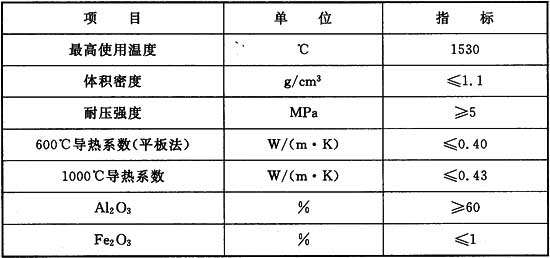 项 目 单 位 指 标
最高使用温度 ℃ 1530
体积密度 g/cm³ ≤1.1
耐压强度 MPa ≥5
600℃导热系数(平板法) W/(m·K) ≤0.40
1000℃导热系数 W/(m·K) ≤0.43
Al₂O₃ % ≥60
Fe₂O₃ % ≤1